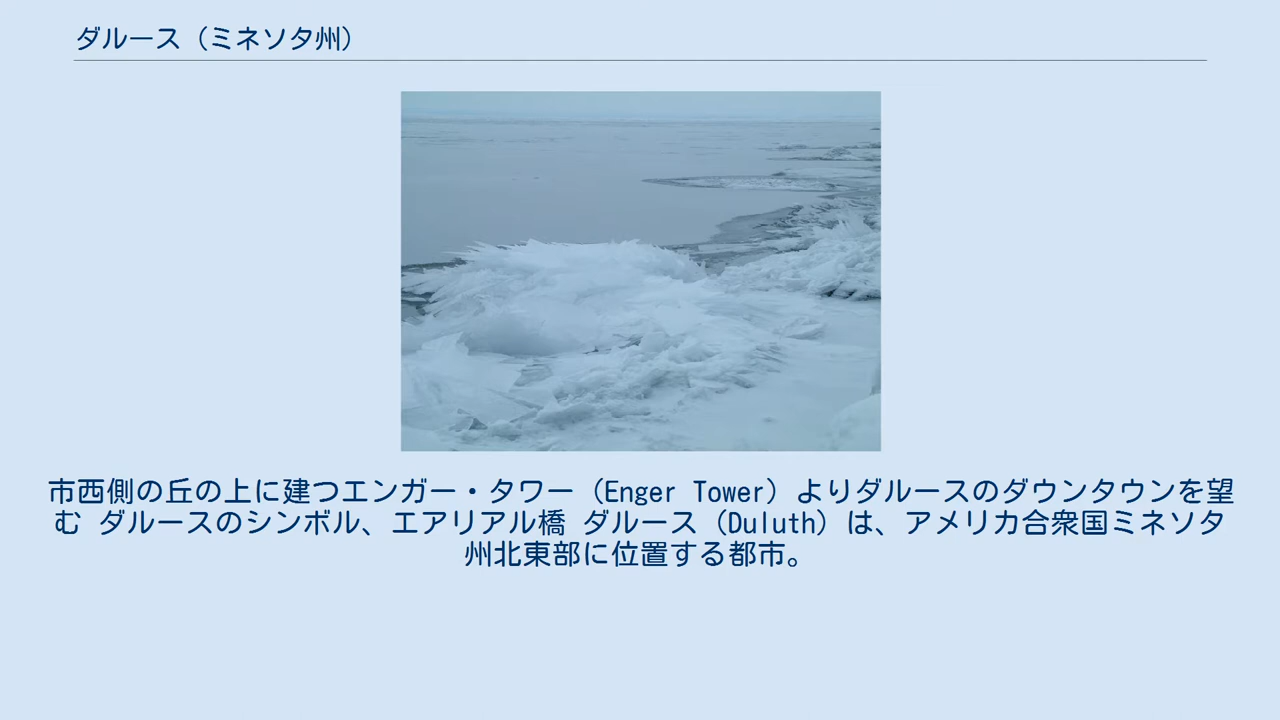 ダルース（ミネソタ州）
市西側の丘の上に建つエンガー・タワー（Enger Tower）よりダルースのダウンタウンを望
む ダルースのシンボル、エアリアル橋 ダルース（Duluth）は、アメリカ合衆国ミネソタ
州北東部に位置する都市。